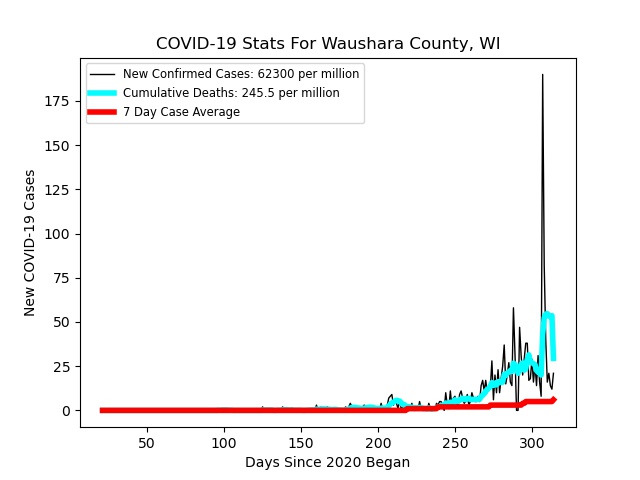 COVID-19 Stats For Waushara County, WI
New Confirmed Cases: 62300 per million
Cumulative Deaths: 245.5 per million
7 Day Case Average
New COVID-19 Cases
175
150
125
100
75
50
25
0
50 100 150 200 250 300
Days Since 2020 Began